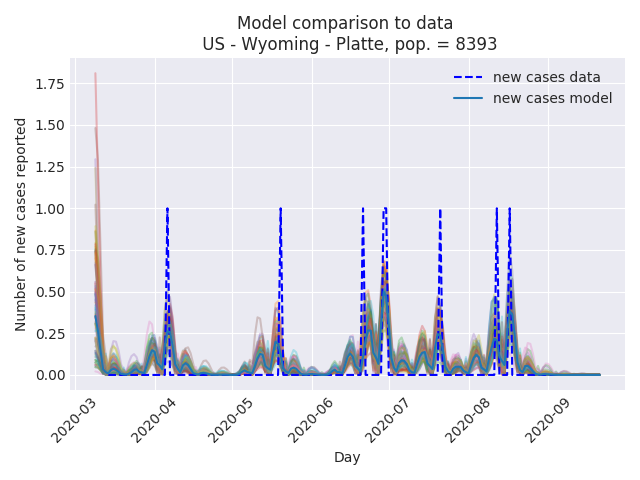 Model comparison to data
US - Wyoming - Platte, pop. = 8393
new cases data
new cases model
Number of new cases reported
1.75
1.50
1.25
1.00
0.75
0.50
0.25
0.00
2020-03
2020-04
2020-05
2020-06
2020-07
2020-08
2020-09
Day